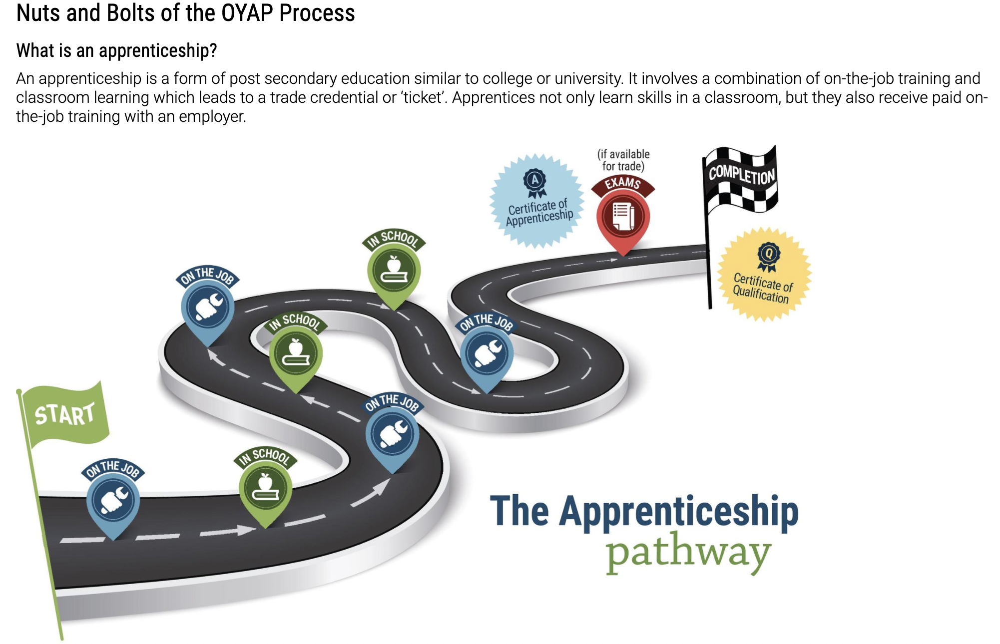 Nuts and Bolts of the OYAP Process
What is an apprenticeship?
An apprenticeship is a form of post secondary education similar to college or university. It involves a combination of on-the-job training and
classroom learning which leads to a trade credential or ‘ticket’. Apprentices not only learn skills in a classroom, but they also receive paid on-
the-job training with an employer.
(if available
for trade)
EXAMS
A
Certificate of
Apprenticeship
COMPLETION
Q
Certificate of
Qualification
IN SCHOOL
ON THE JOB
IN SCHOOL
ON THE JOB
ON THE JOB
START
IN SCHOOL
ON THE JOB
The Apprenticeship
pathway